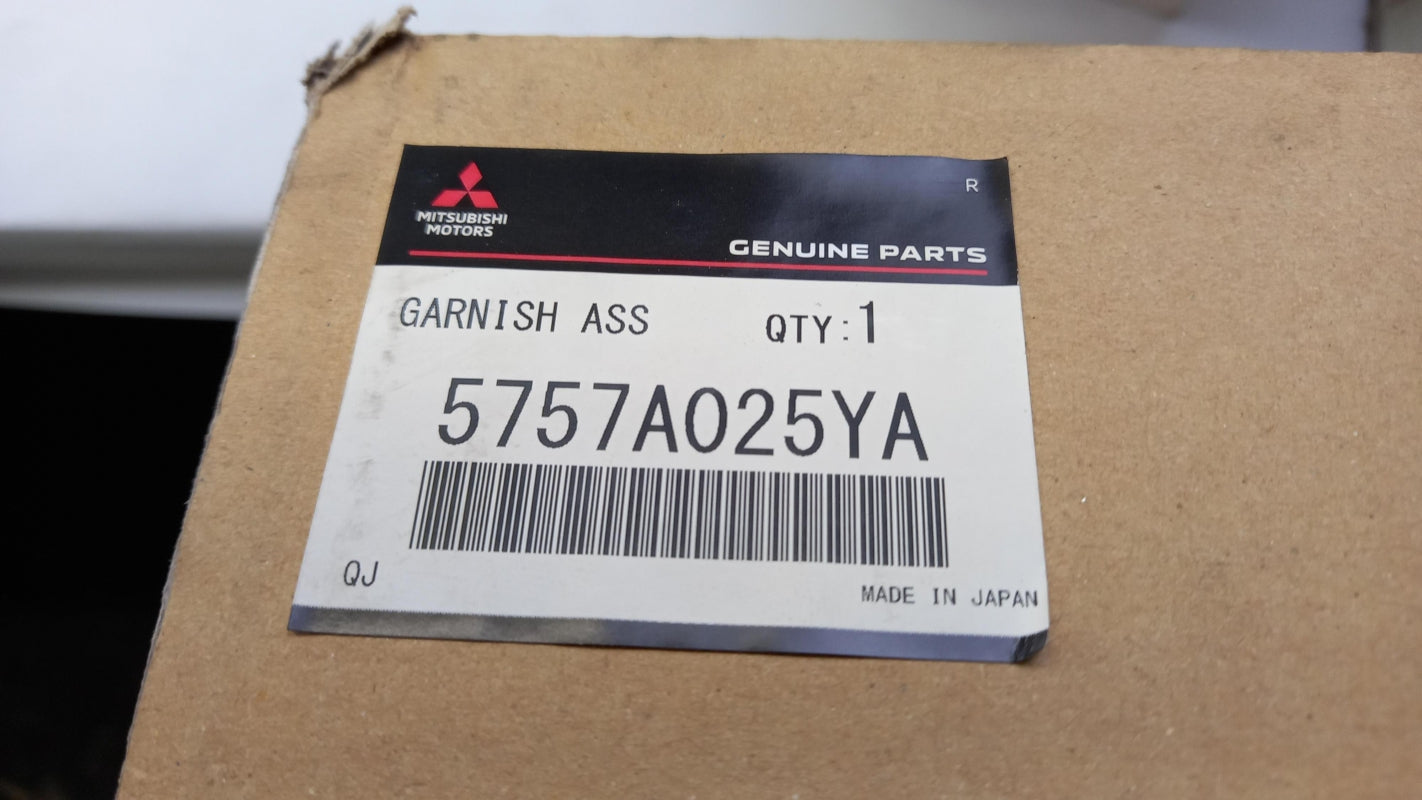 R
MITSUBISHI
MOTORS
GENUINE PARTS
GARNISH ASS QTY:1
5757A025YA
QJ
MADE IN JAPAN